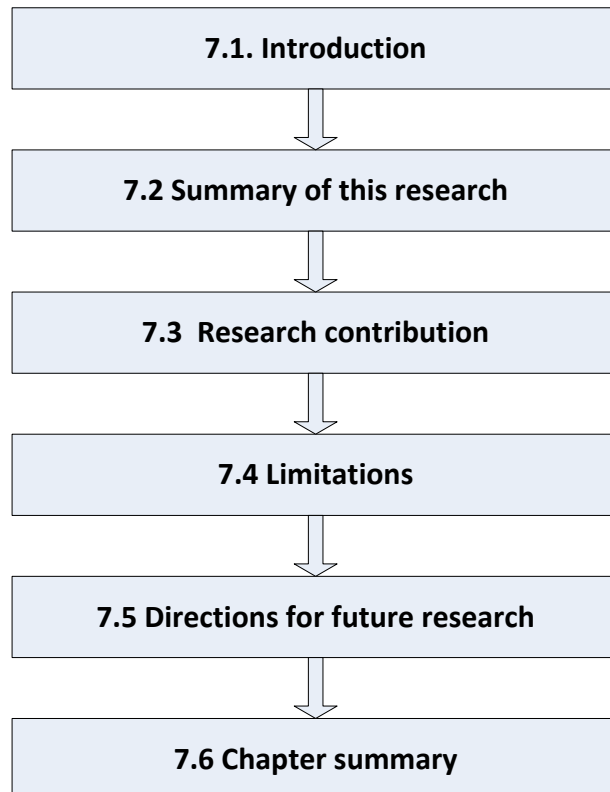 7.1. Introduction
7.2 Summary of this research
7.3 Research contribution
7.4 Limitations
7.5 Directions for future research
7.6 Chapter summary